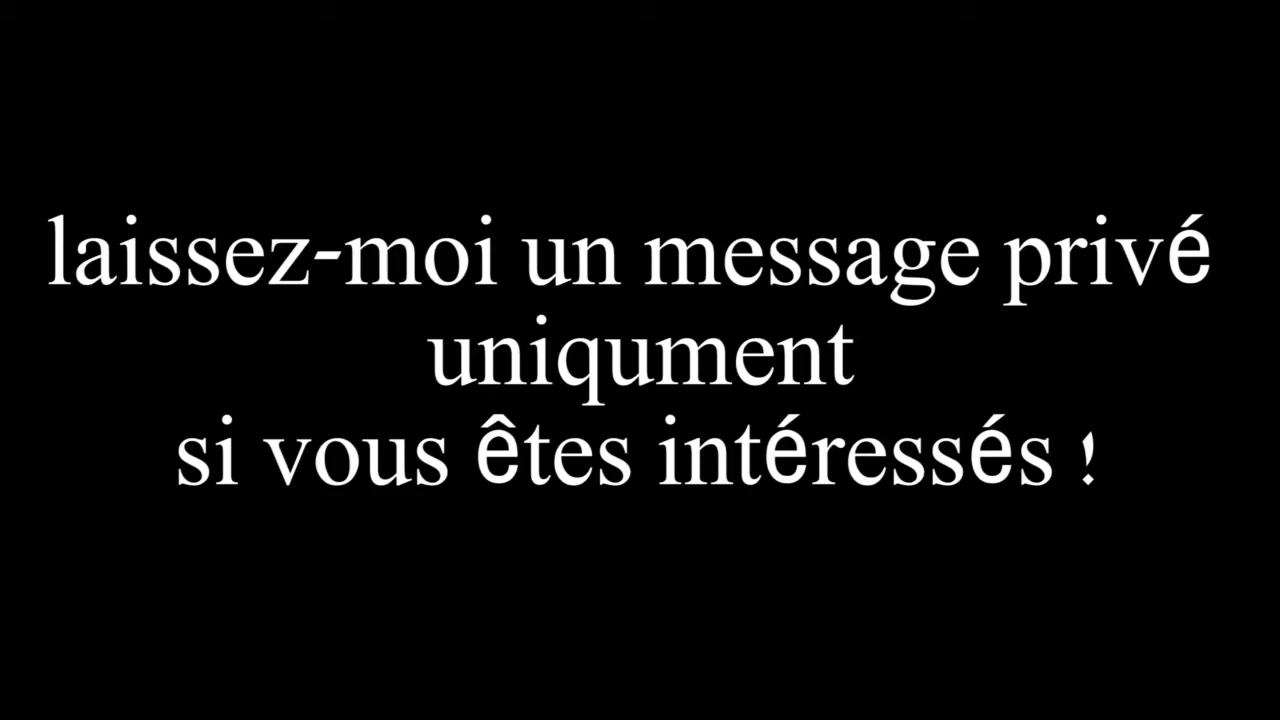 laissez-moi un message privé
uniqument
si vous êtes intéressés !